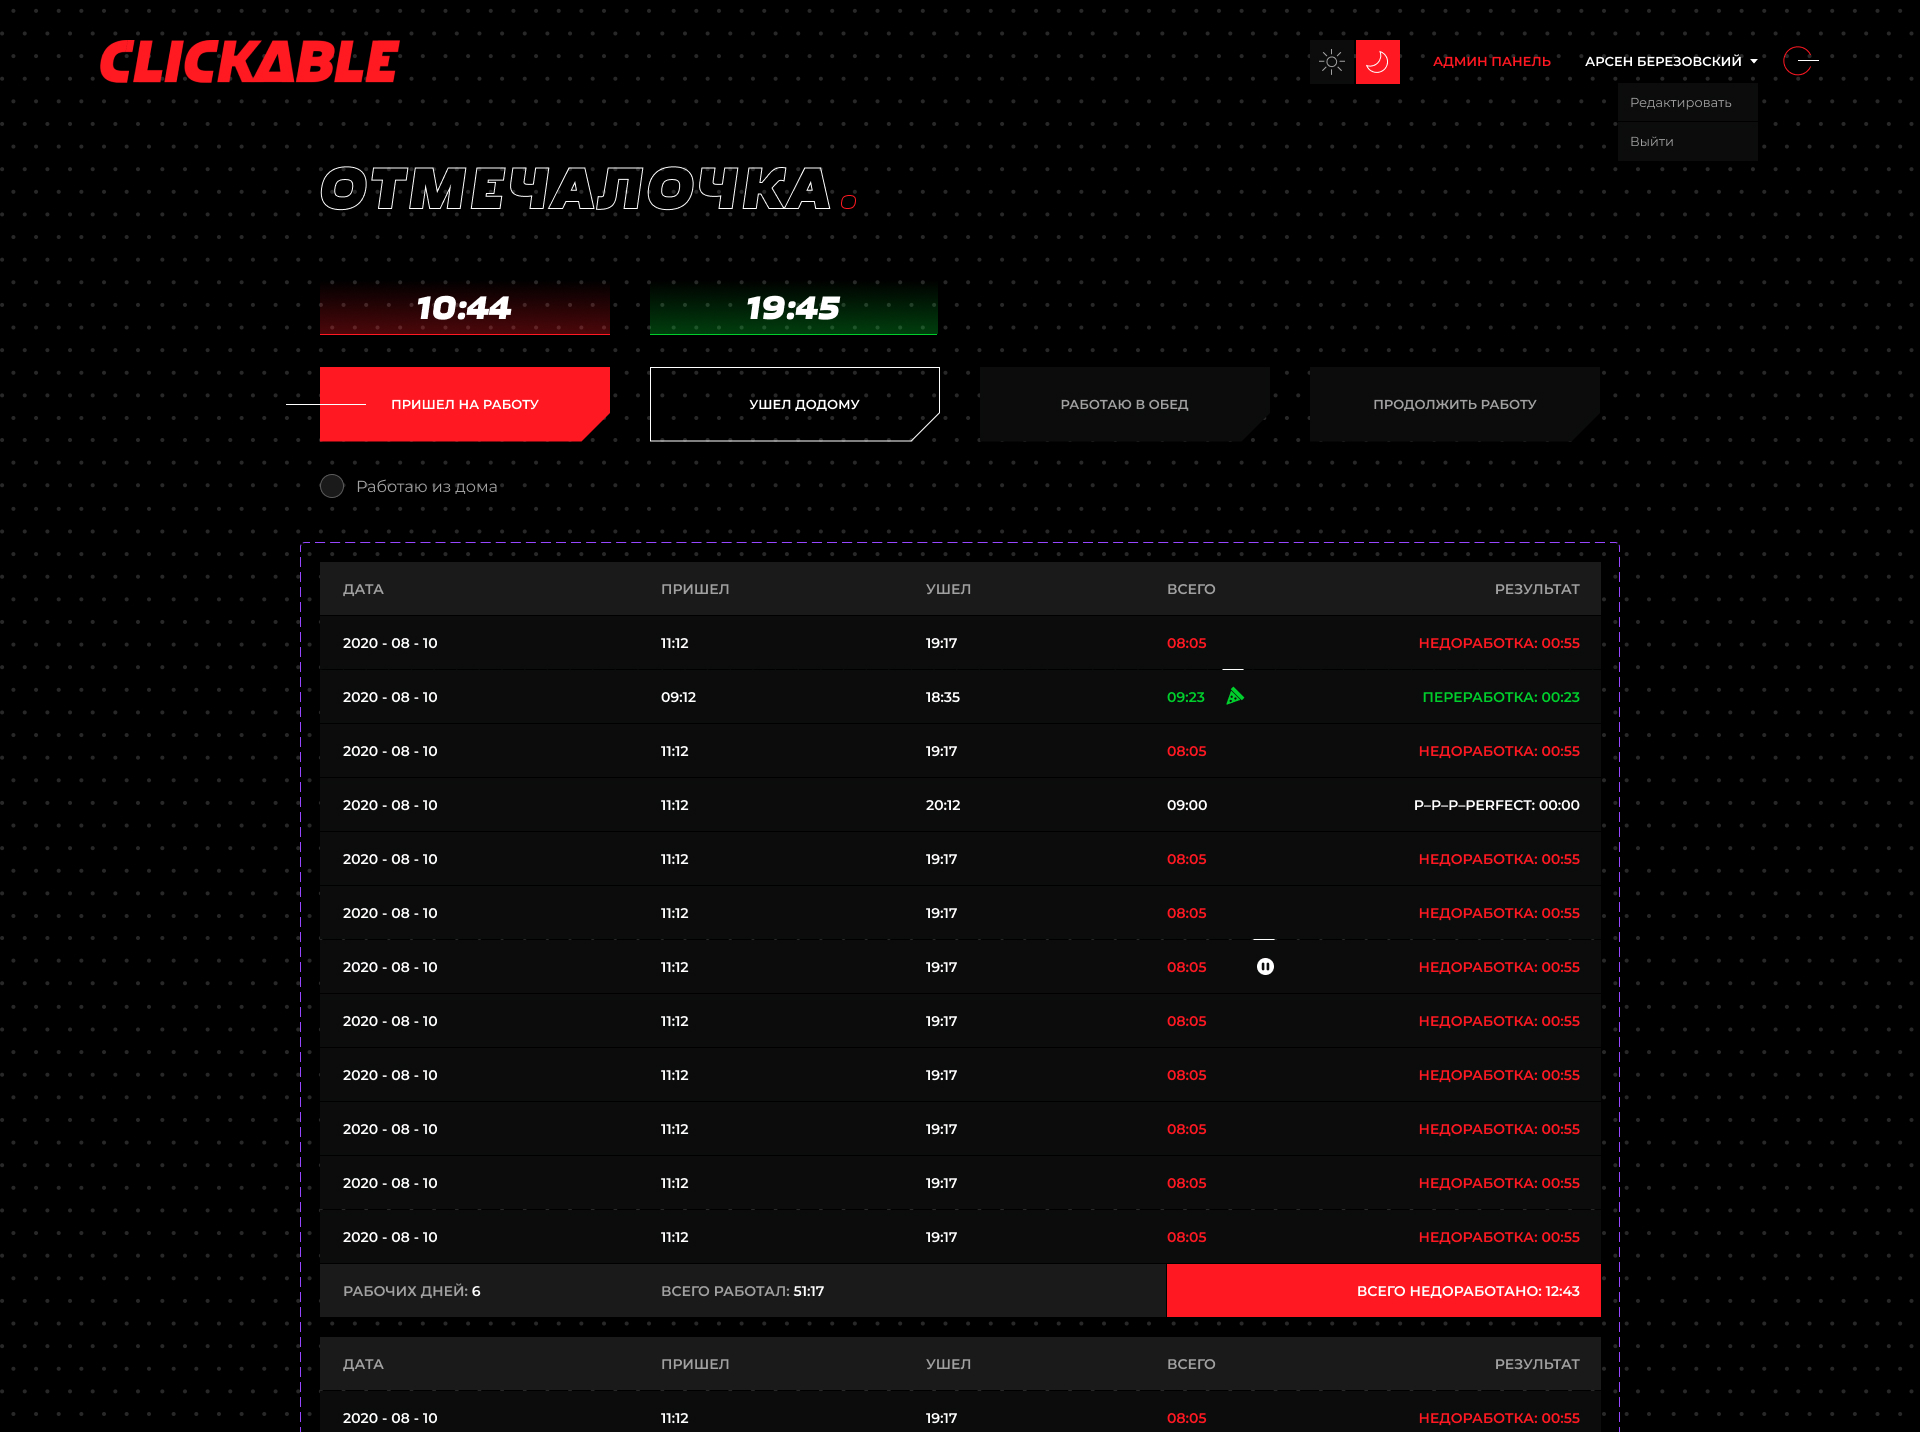 CLICKABLE
АДМИН ПАНЕЛЬ
АРСЕН БЕРЕЗОВСКИЙ
Редактировать
Выйти
ОТМЕЧАЛОЧКА.
10:44 19:45
ПРИШЕЛ НА РАБОТУ УШЕЛ ДОДОМУ РАБОТАЮ В ОБЕД ПРОДОЛЖИТЬ РАБОТУ
Работаю из дома
ДАТА ПРИШЕЛ УШЕЛ ВСЕГО РЕЗУЛЬТАТ
2020 - 08 - 10 11:12 19:17 08:05 НЕДОРАБОТКА: 00:55
2020 - 08 - 10 09:12 18:35 09:23 ПЕРЕРАБОТКА: 00:23
2020 - 08 - 10 11:12 19:17 08:05 НЕДОРАБОТКА: 00:55
2020 - 08 - 10 11:12 20:12 09:00 P–P–P–PERFECT: 00:00
2020 - 08 - 10 11:12 19:17 08:05 НЕДОРАБОТКА: 00:55
2020 - 08 - 10 11:12 19:17 08:05 НЕДОРАБОТКА: 00:55
2020 - 08 - 10 11:12 19:17 08:05 НЕДОРАБОТКА: 00:55
2020 - 08 - 10 11:12 19:17 08:05 НЕДОРАБОТКА: 00:55
2020 - 08 - 10 11:12 19:17 08:05 НЕДОРАБОТКА: 00:55
2020 - 08 - 10 11:12 19:17 08:05 НЕДОРАБОТКА: 00:55
2020 - 08 - 10 11:12 19:17 08:05 НЕДОРАБОТКА: 00:55
2020 - 08 - 10 11:12 19:17 08:05 НЕДОРАБОТКА: 00:55
РАБОЧИХ ДНЕЙ: 6 ВСЕГО РАБОТАЛ: 51:17 ВСЕГО НЕДОРАБОТАНО: 12:43
ДАТА ПРИШЕЛ УШЕЛ ВСЕГО РЕЗУЛЬТАТ
2020 - 08 - 10 11:12 19:17 08:05 НЕДОРАБОТКА: 00:55